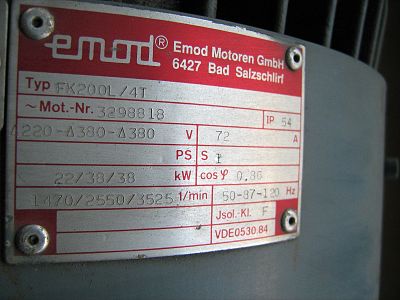 emod® Emod Motoren GmbH
6427 Bad Salzschlirf
Typ FK200L/4T
~Mot.-Nr. 3298818 IP 54
Δ220-Δ380-Δ380 V 72 A
PS S 1
22/38/38 kW cos φ 0.86
1470/2550/3525 1/min 50-87-120 Hz
Jsol.-Kl. F
VDE0530.84